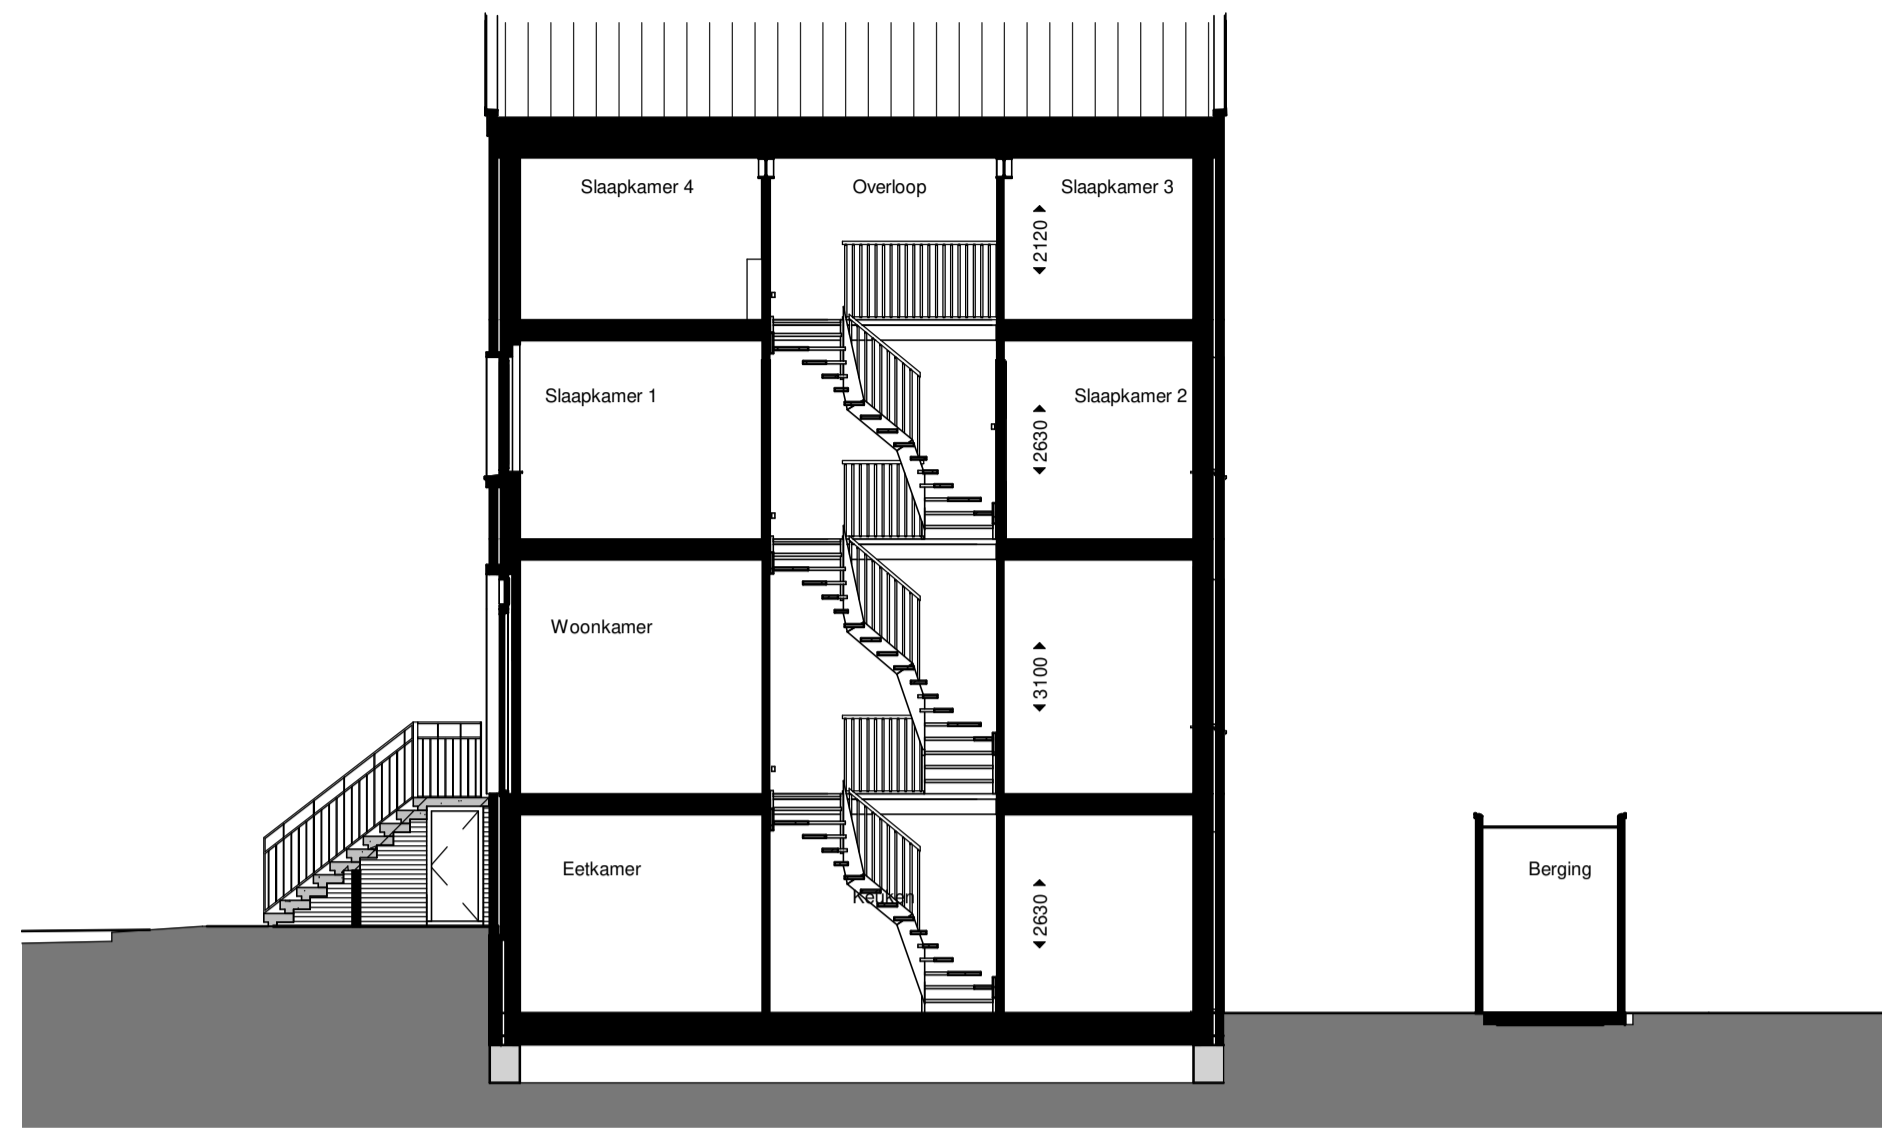 Slaapkamer 4
Overloop
Slaapkamer 3
2120
Slaapkamer 1
Slaapkamer 2
2630
Woonkamer
3100
Eetkamer
Keuken
2630
Berging